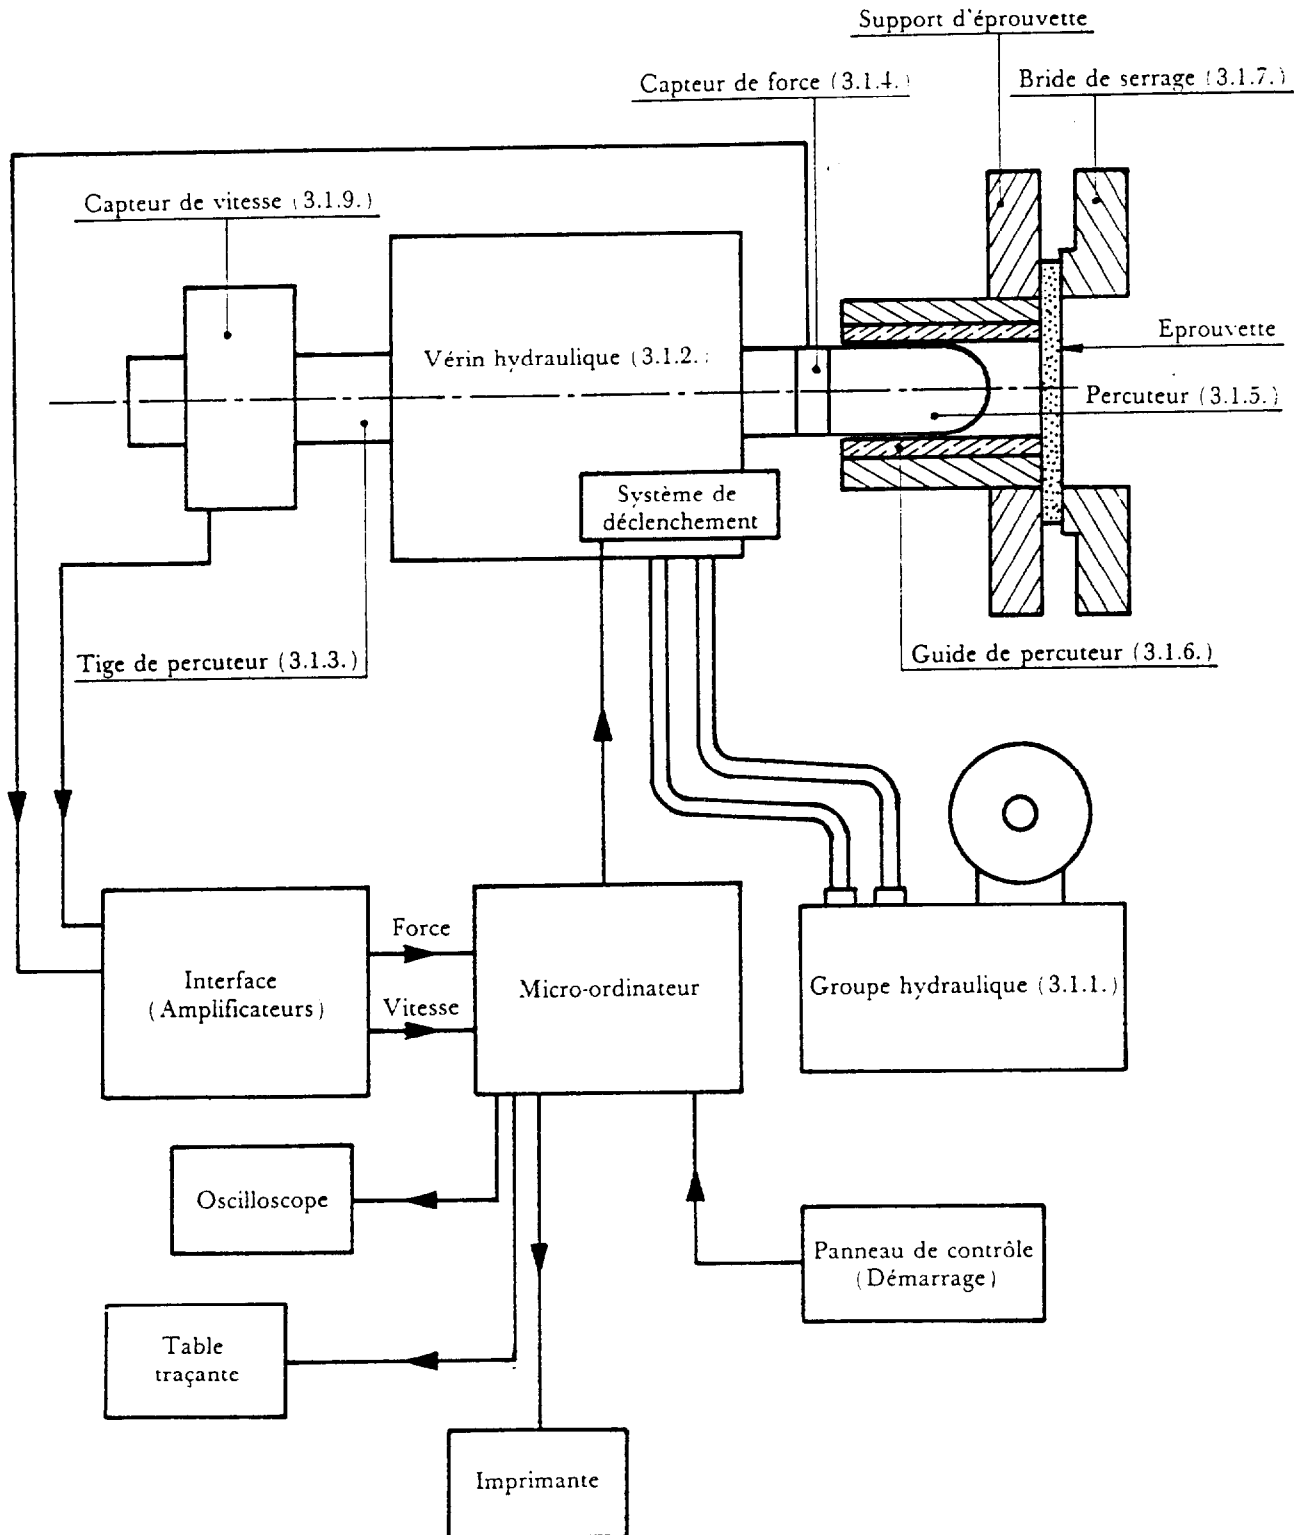 Support d'éprouvette
Capteur de force (3.1.4.)
Bride de serrage (3.1.7.)
Capteur de vitesse (3.1.9.)
Vérin hydraulique (3.1.2.)
Eprouvette
Percuteur (3.1.5.)
Système de
déclenchement
Tige de percuteur (3.1.3.)
Guide de percuteur (3.1.6.)
Force
Interface
(Amplificateurs)
Micro-ordinateur
Groupe hydraulique (3.1.1.)
Vitesse
Oscilloscope
Panneau de contrôle
(Démarrage)
Table
traçante
Imprimante